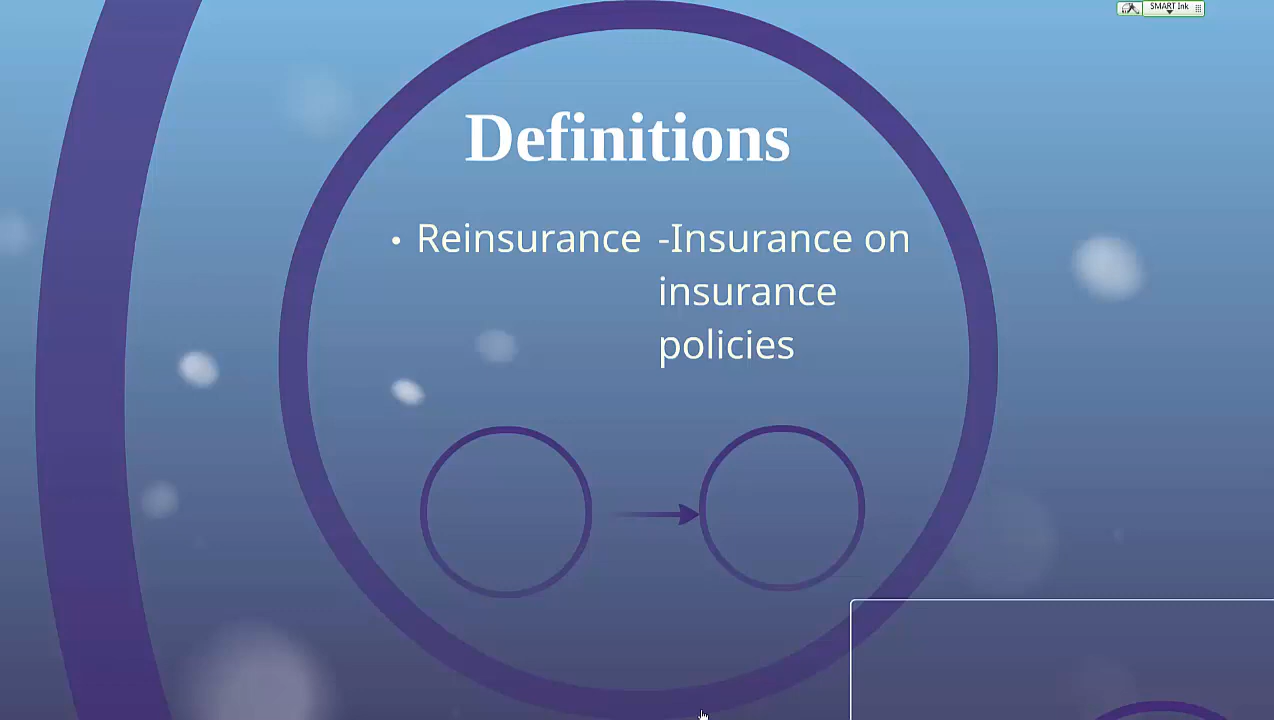 SMART Ink
Definitions
• Reinsurance -Insurance on
insurance
policies